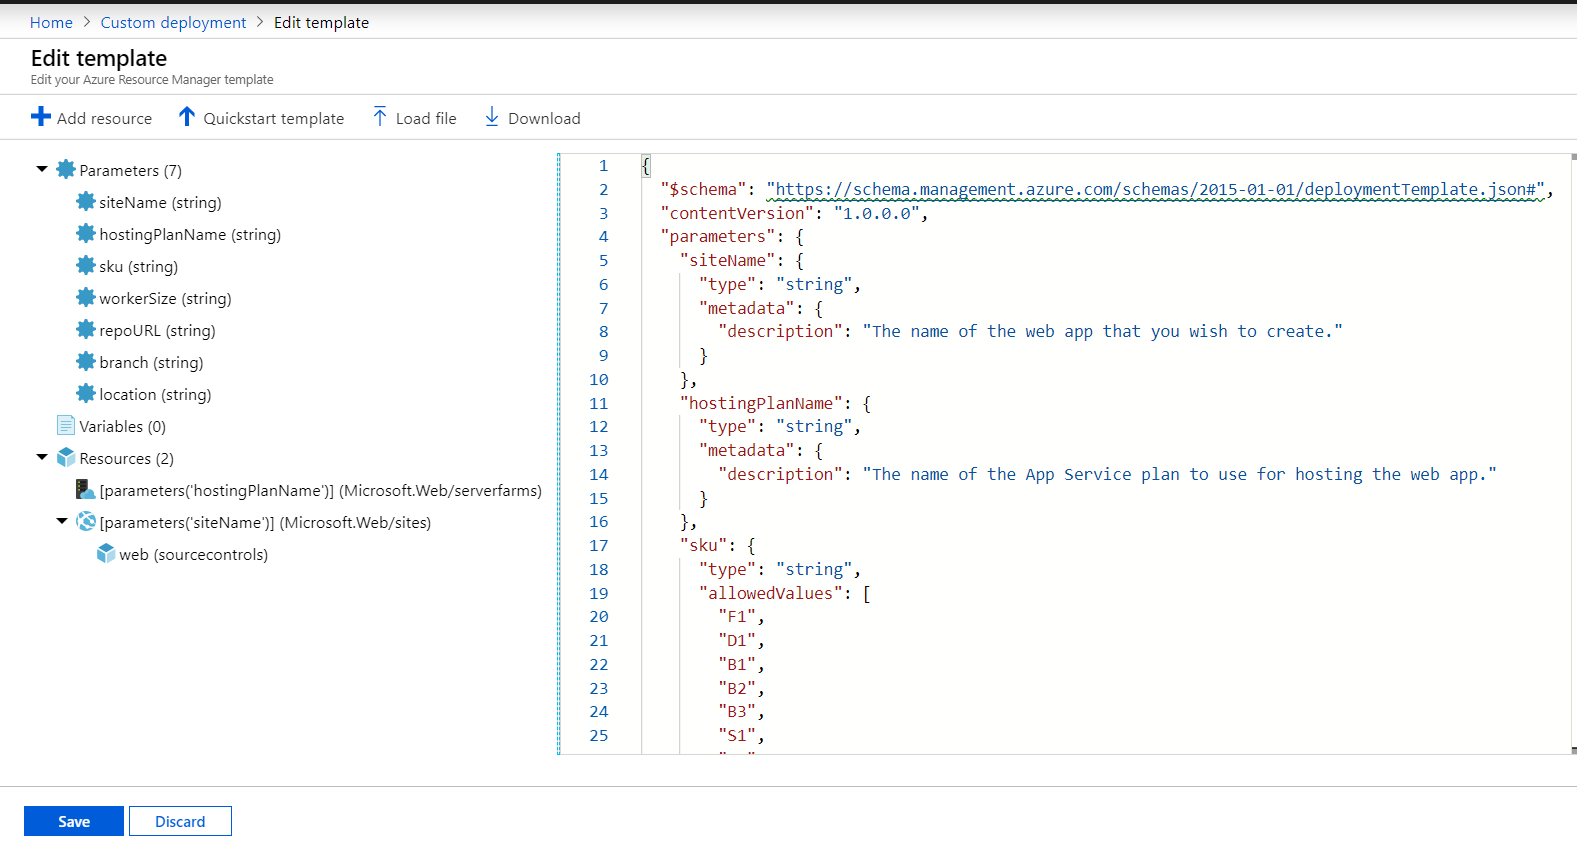 Home > Custom deployment > Edit template
Edit template
Edit your Azure Resource Manager template
Add resource Quickstart template Load file Download
Parameters (7)
siteName (string)
hostingPlanName (string)
sku (string)
workerSize (string)
repoURL (string)
branch (string)
location (string)
Variables (0)
Resources (2)
[parameters('hostingPlanName')] (Microsoft.Web/serverfarms)
[parameters('siteName')] (Microsoft.Web/sites)
web (sourcecontrols)
1 {
2 "$schema": "https://schema.management.azure.com/schemas/2015-01-01/deploymentTemplate.json#",
3 "contentVersion": "1.0.0.0",
4 "parameters": {
5 "siteName": {
6 "type": "string",
7 "metadata": {
8 "description": "The name of the web app that you wish to create."
9 }
10 },
11 "hostingPlanName": {
12 "type": "string",
13 "metadata": {
14 "description": "The name of the App Service plan to use for hosting the web app."
15 }
16 },
17 "sku": {
18 "type": "string",
19 "allowedValues": [
20 "F1",
21 "D1",
22 "B1",
23 "B2",
24 "B3",
25 "S1",
Save Discard